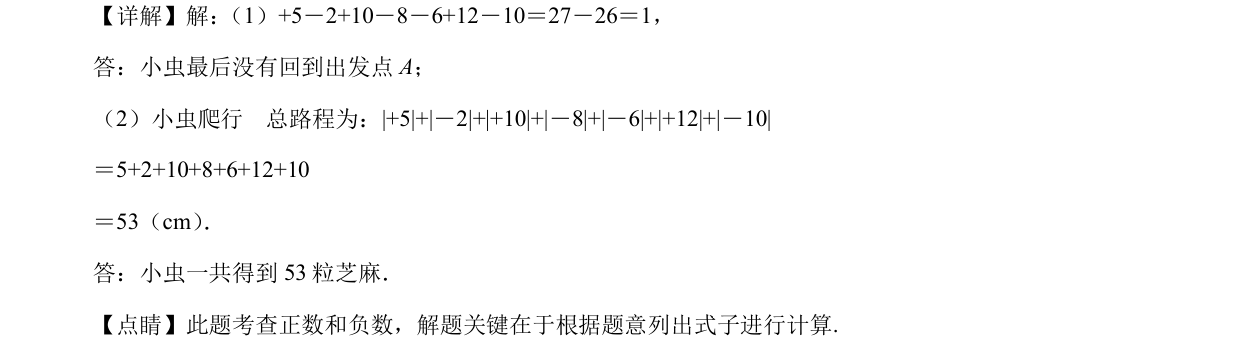 【详解】解：（1）+5－2+10－8－6+12－10＝27－26＝1，
答：小虫最后没有回到出发点 A；
（2）小虫爬行 总路程为：|+5|+|－2|+|+10|+|－8|+|－6|+|+12|+|－10|
＝5+2+10+8+6+12+10
＝53（cm）．
答：小虫一共得到 53 粒芝麻．
【点睛】此题考查正数和负数，解题关键在于根据题意列出式子进行计算.